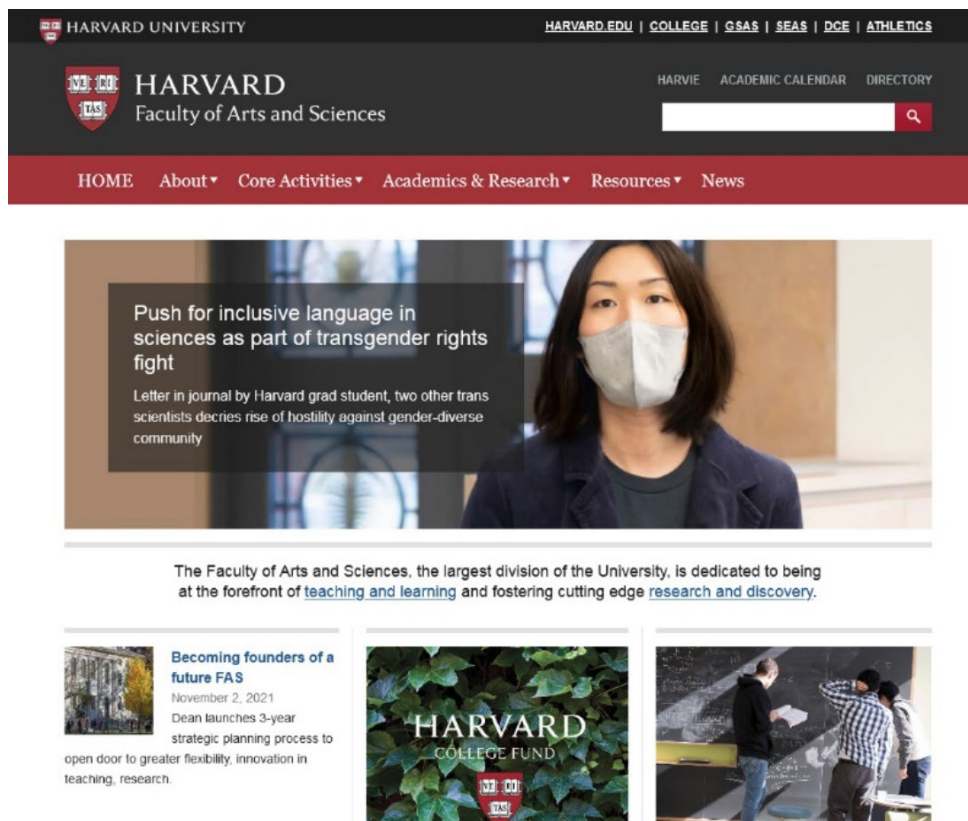 HARVARD UNIVERSITY
HARVARD.EDU | COLLEGE | GSAS | SEAS | DCE | ATHLETICS
VE RI
TAS
HARVARD
Faculty of Arts and Sciences
HARVIE ACADEMIC CALENDAR DIRECTORY
HOME About Core Activities Academics & Research Resources News
Push for inclusive language in
sciences as part of transgender rights
fight
Letter in journal by Harvard grad student, two other trans
scientists decries rise of hostility against gender-diverse
community
The Faculty of Arts and Sciences, the largest division of the University, is dedicated to being
at the forefront of teaching and learning and fostering cutting edge research and discovery.
Becoming founders of a
future FAS
November 2, 2021
Dean launches 3-year
strategic planning process to
open door to greater flexibility, innovation in
teaching, research.
HARVARD
COLLEGE FUND
VE RI
TAS